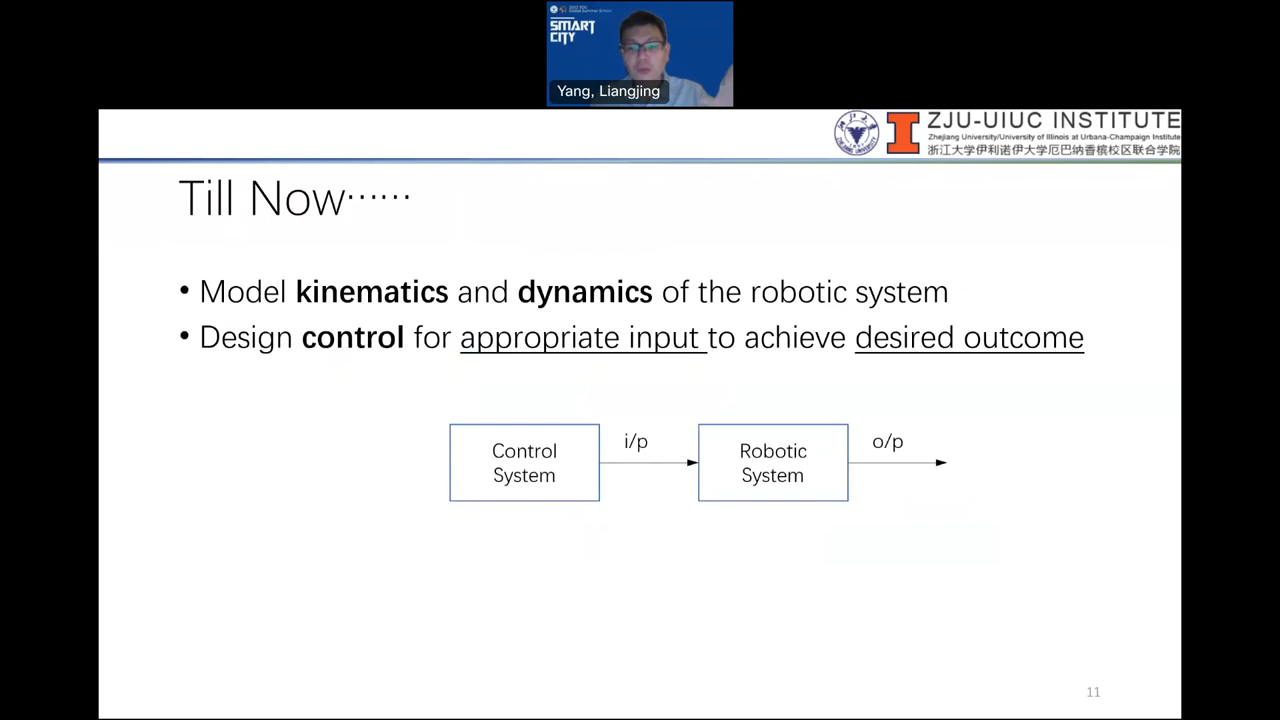 SMART
CITY
Yang, Liangjing
ZJU-UIUC INSTITUTE
Zhejiang University/University of Illinois at Urbana-Champaign Institute
浙江大学伊利诺伊大学厄巴纳香槟校区联合学院
Till Now······
• Model kinematics and dynamics of the robotic system
• Design control for appropriate input to achieve desired outcome
Control
System
i/p
Robotic
System
o/p
11